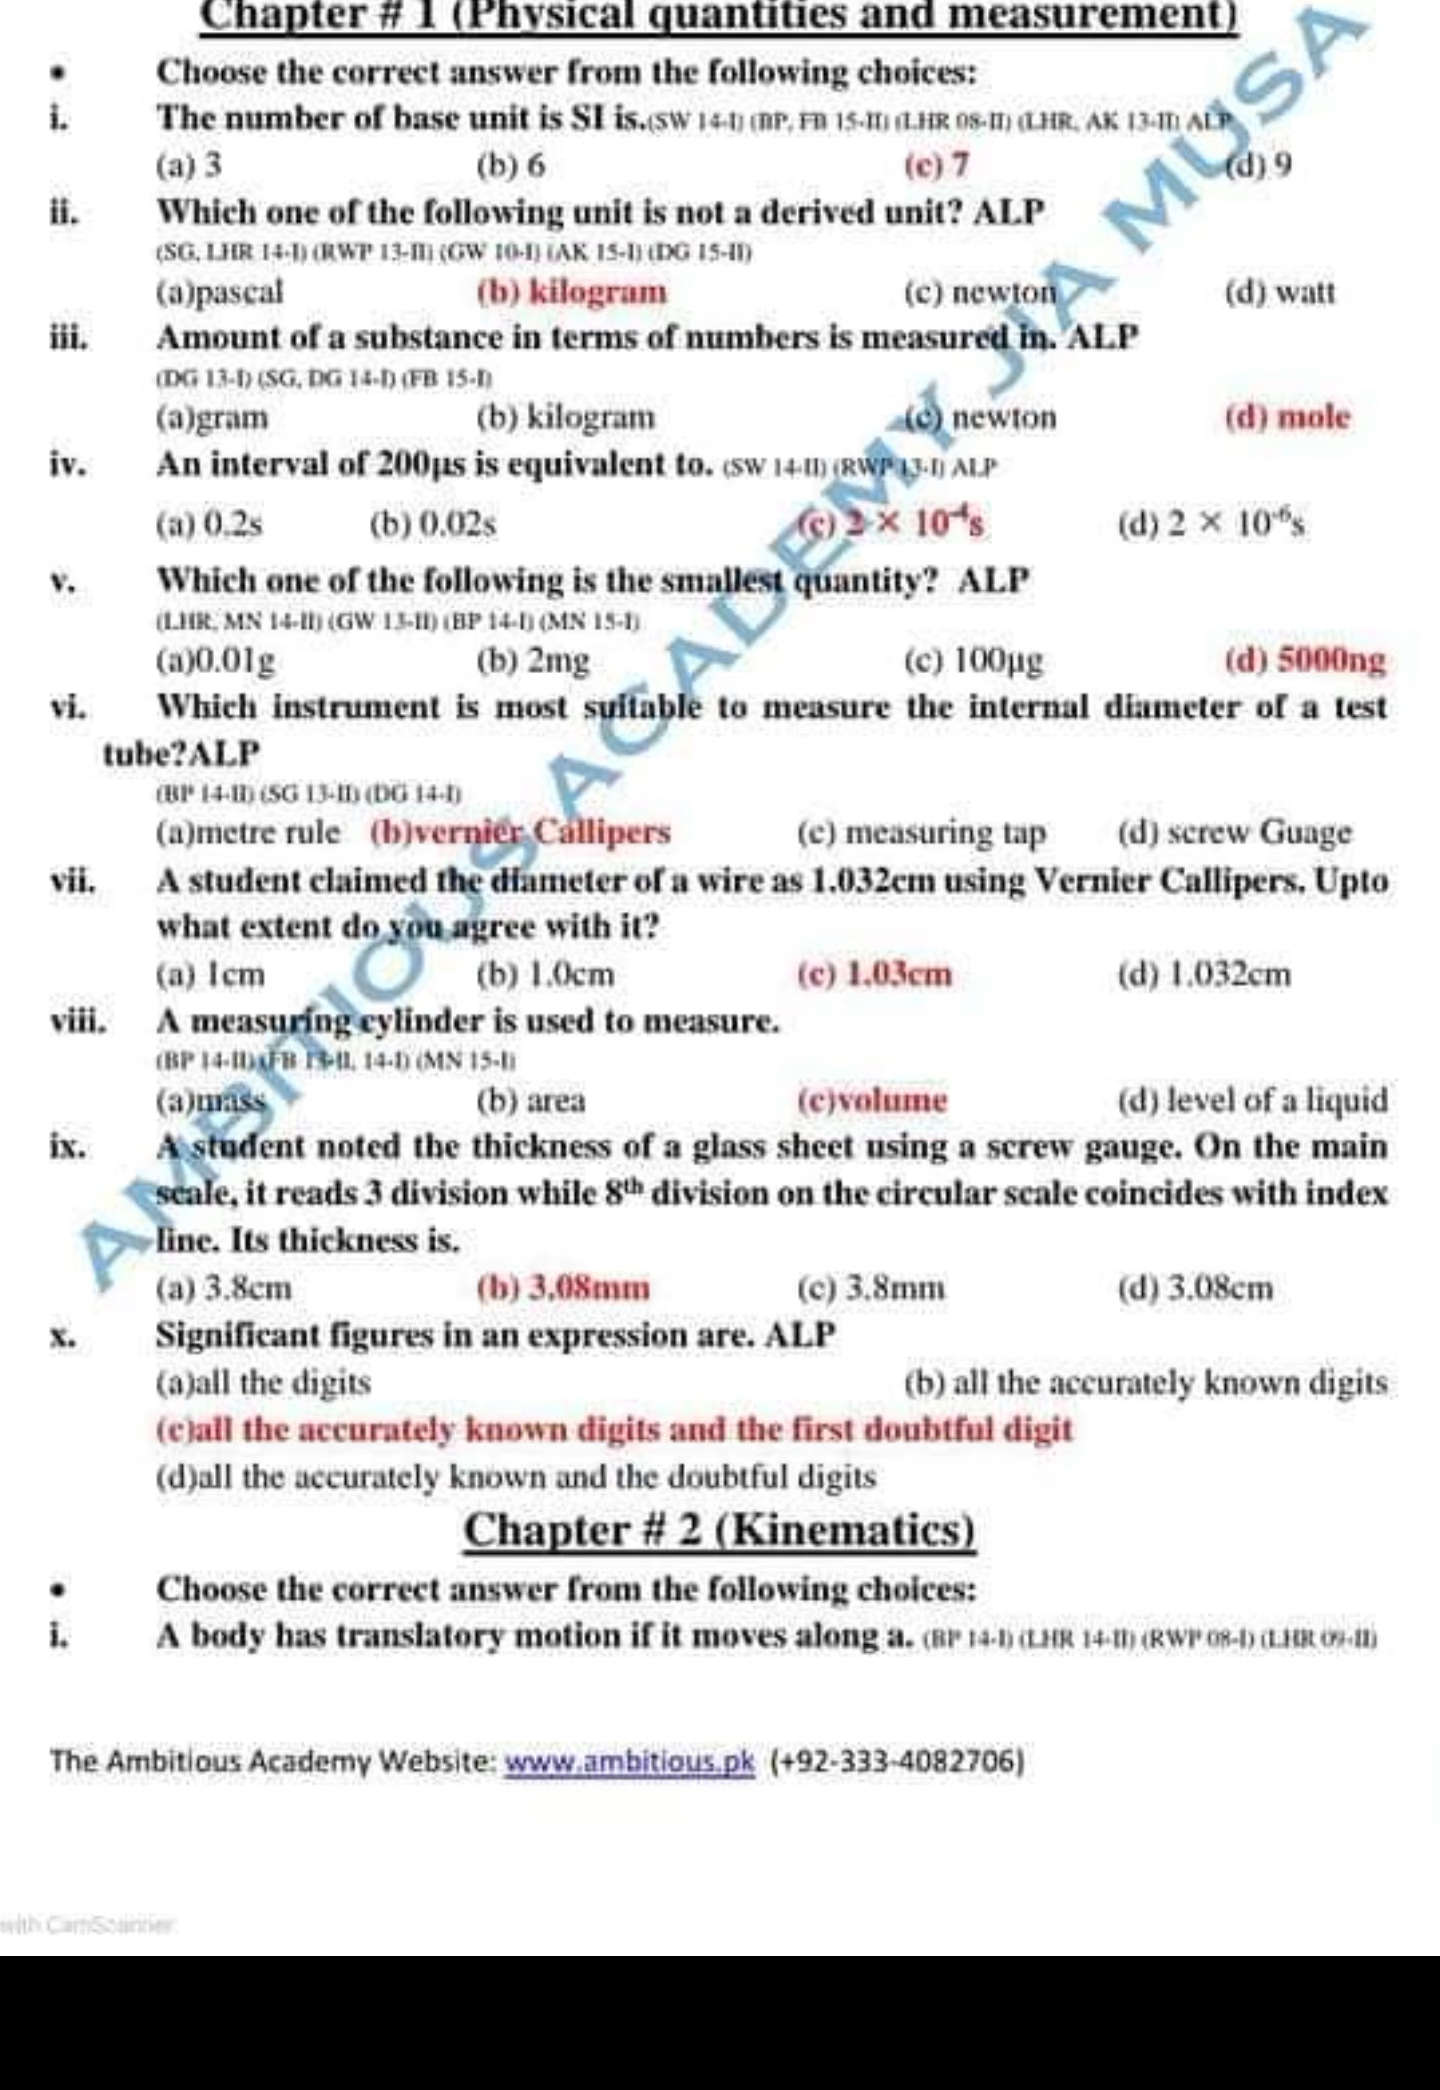 Chapter # 1 (Physical quantities and measurement)
• Choose the correct answer from the following choices:
i. The number of base unit is SI is.(SW 14-I) (BP, FB 15-II) (LHR 08-II) (LHR, AK 13-II) ALP
(a) 3 (b) 6 (c) 7 (d) 9
ii. Which one of the following unit is not a derived unit? ALP
(SG, LHR 14-I) (RWP 13-II) (GW 10-I) (AK 15-I) (DG 15-II)
(a)pascal (b) kilogram (c) newton (d) watt
iii. Amount of a substance in terms of numbers is measured in. ALP
(DG 13-I) (SG, DG 14-I) (FB 15-I)
(a)gram (b) kilogram (c) newton (d) mole
iv. An interval of 200µs is equivalent to. (SW 14-II) (RWP 13-I) ALP
(a) 0.2s (b) 0.02s (c) 2 × 10⁻⁴s (d) 2 × 10⁻⁶s
v. Which one of the following is the smallest quantity? ALP
(LHR, MN 14-II) (GW 13-II) (BP 14-I) (MN 15-I)
(a)0.01g (b) 2mg (c) 100µg (d) 5000ng
vi. Which instrument is most suitable to measure the internal diameter of a test
tube?ALP
(BP 14-II) (SG 13-II) (DG 14-I)
(a)metre rule (b)vernier Callipers (c) measuring tap (d) screw Guage
vii. A student claimed the diameter of a wire as 1.032cm using Vernier Callipers. Upto
what extent do you agree with it?
(a) 1cm (b) 1.0cm (c) 1.03cm (d) 1.032cm
viii. A measuring cylinder is used to measure.
(BP 14-II) (FB 13-II, 14-I) (MN 15-I)
(a)mass (b) area (c)volume (d) level of a liquid
ix. A student noted the thickness of a glass sheet using a screw gauge. On the main
scale, it reads 3 division while 8th division on the circular scale coincides with index
line. Its thickness is.
(a) 3.8cm (b) 3.08mm (c) 3.8mm (d) 3.08cm
x. Significant figures in an expression are. ALP
(a)all the digits (b) all the accurately known digits
(c)all the accurately known digits and the first doubtful digit
(d)all the accurately known and the doubtful digits
Chapter # 2 (Kinematics)
• Choose the correct answer from the following choices:
i. A body has translatory motion if it moves along a. (BP 14-I) (LHR 14-II) (RWP 08-I) (LHR 09-II)
The Ambitious Academy Website: www.ambitious.pk (+92-333-4082706)
with CamScanner
AMBITIOUS ACADEMY JIA MUSA